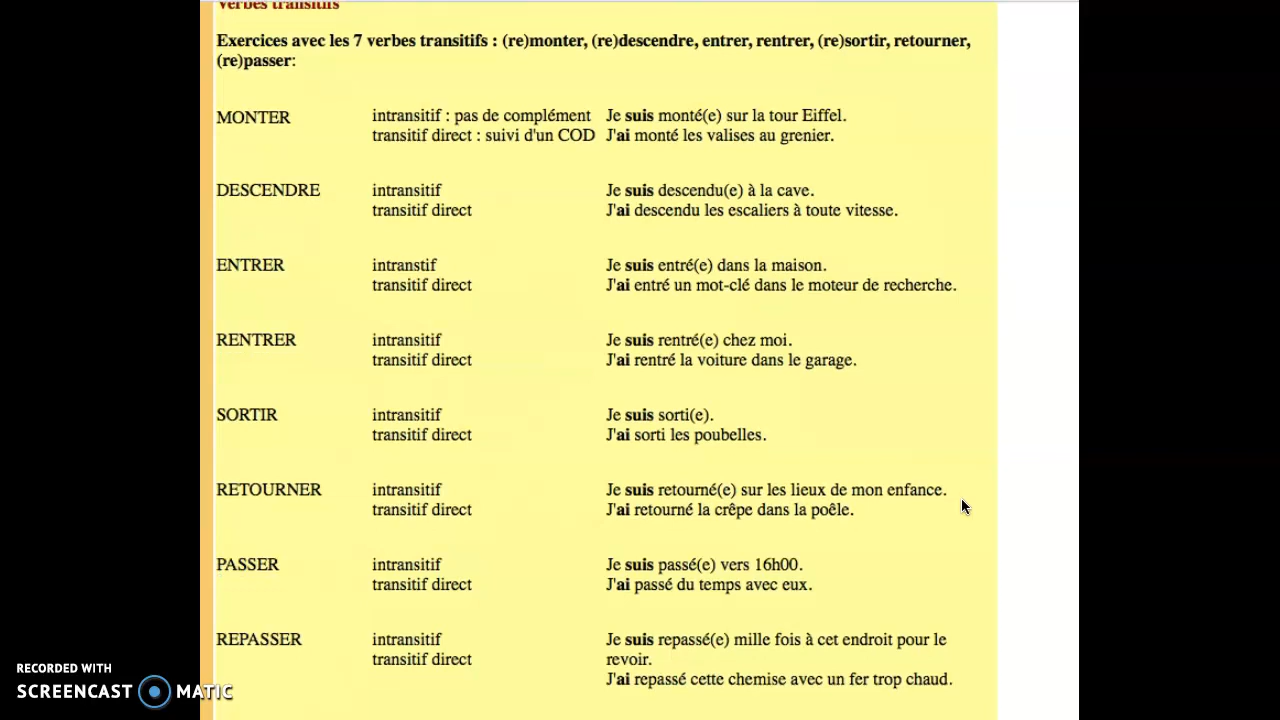 Verbes transitifs
Exercices avec les 7 verbes transitifs : (re)monter, (re)descendre, entrer, rentrer, (re)sortir, retourner,
(re)passer:
MONTER
intransitif : pas de complément Je suis monté(e) sur la tour Eiffel.
transitif direct : suivi d'un COD J'ai monté les valises au grenier.
DESCENDRE
intransitif Je suis descendu(e) à la cave.
transitif direct J'ai descendu les escaliers à toute vitesse.
ENTRER
intranstif Je suis entré(e) dans la maison.
transitif direct J'ai entré un mot-clé dans le moteur de recherche.
RENTRER
intransitif Je suis rentré(e) chez moi.
transitif direct J'ai rentré la voiture dans le garage.
SORTIR
intransitif Je suis sorti(e).
transitif direct J'ai sorti les poubelles.
RETOURNER
intransitif Je suis retourné(e) sur les lieux de mon enfance.
transitif direct J'ai retourné la crêpe dans la poêle.
PASSER
intransitif Je suis passé(e) vers 16h00.
transitif direct J'ai passé du temps avec eux.
REPASSER
intransitif Je suis repassé(e) mille fois à cet endroit pour le
transitif direct revoir.
J'ai repassé cette chemise avec un fer trop chaud.
RECORDED WITH
SCREENCAST MATIC